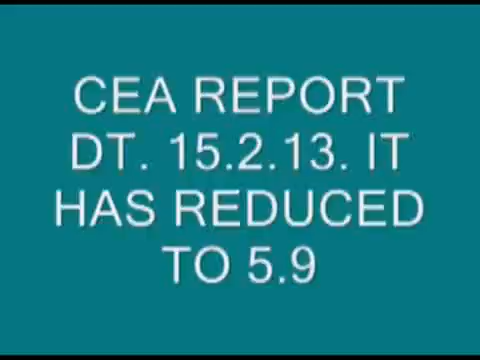 CEA REPORT
DT. 15.2.13. IT
HAS REDUCED
TO 5.9